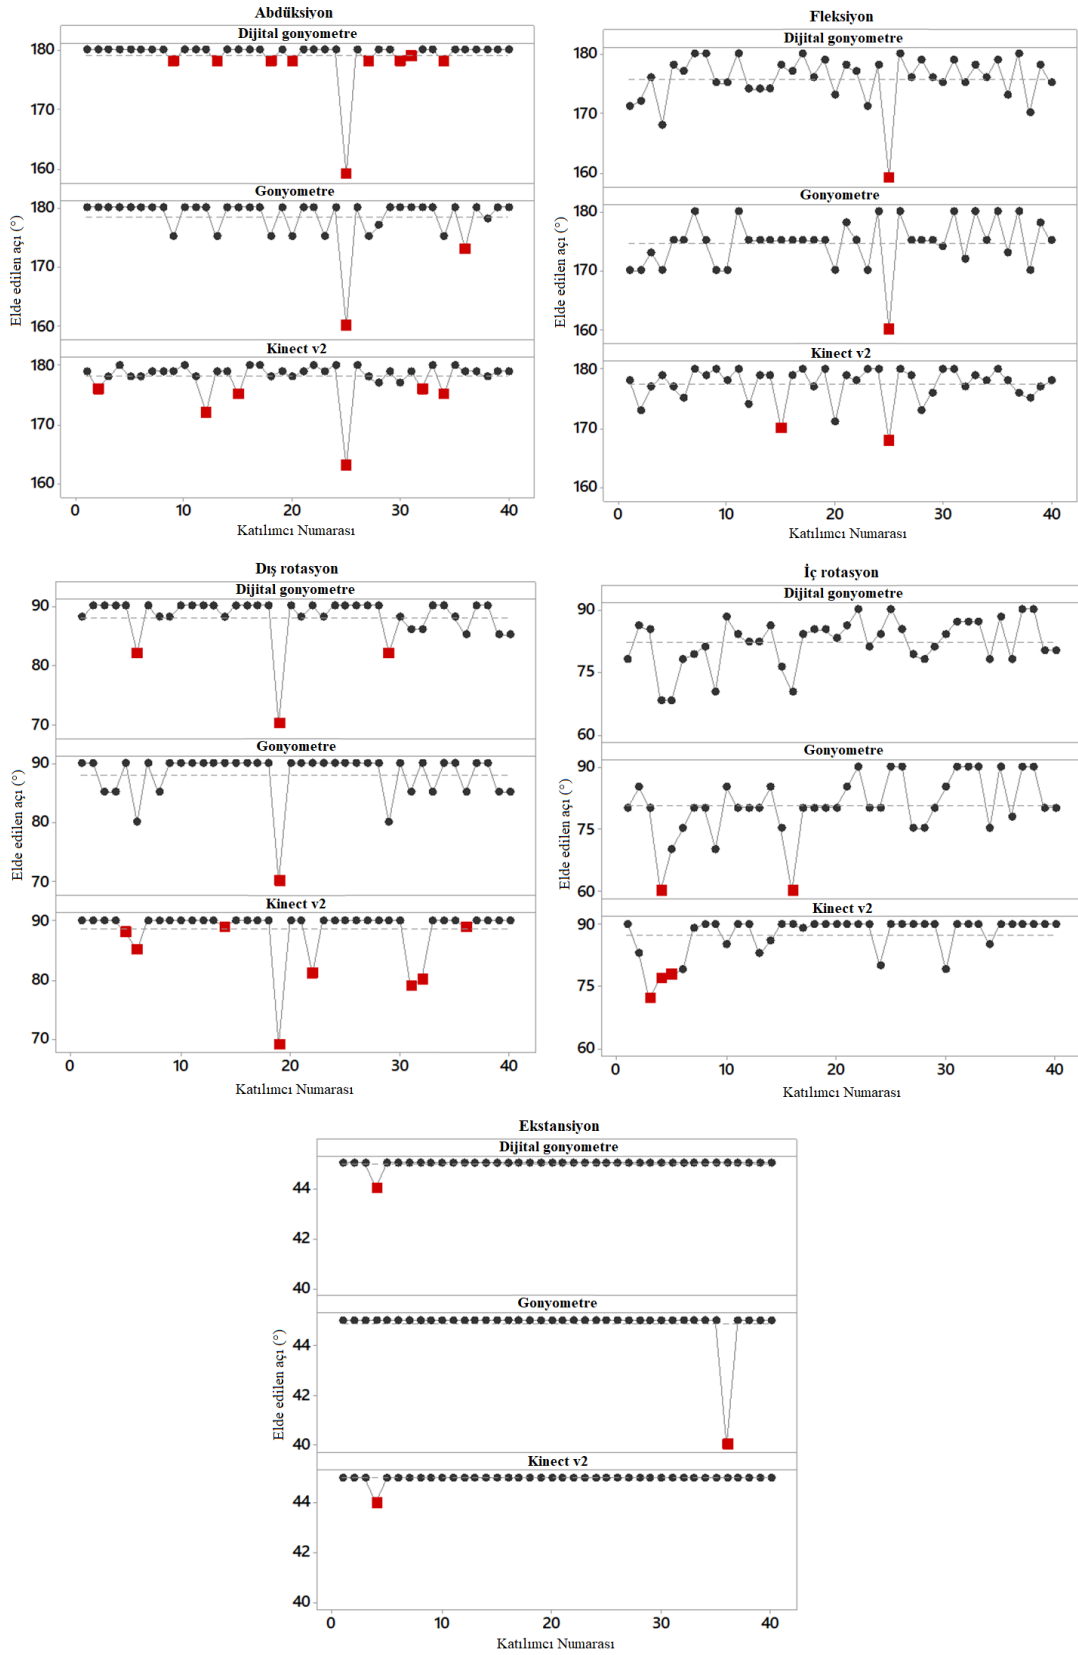 Abdüksiyon
Dijital gonyometre
180
170
160
Gonyometre
180
170
160
Kinect v2
180
170
160
0 10 20 30 40
Katılımcı Numarası
Elde edilen açı (°)
Fleksiyon
Dijital gonyometre
180
170
160
Gonyometre
180
170
160
Kinect v2
180
170
160
0 10 20 30 40
Katılımcı Numarası
Elde edilen açı (°)
Dış rotasyon
Dijital gonyometre
90
80
70
Gonyometre
90
80
70
Kinect v2
90
80
70
0 10 20 30 40
Katılımcı Numarası
Elde edilen açı (°)
İç rotasyon
Dijital gonyometre
90
75
60
Gonyometre
90
75
60
Kinect v2
90
75
60
0 10 20 30 40
Katılımcı Numarası
Elde edilen açı (°)
Ekstansiyon
Dijital gonyometre
44
42
40
Gonyometre
44
42
40
Kinect v2
44
42
40
0 10 20 30 40
Katılımcı Numarası
Elde edilen açı (°)